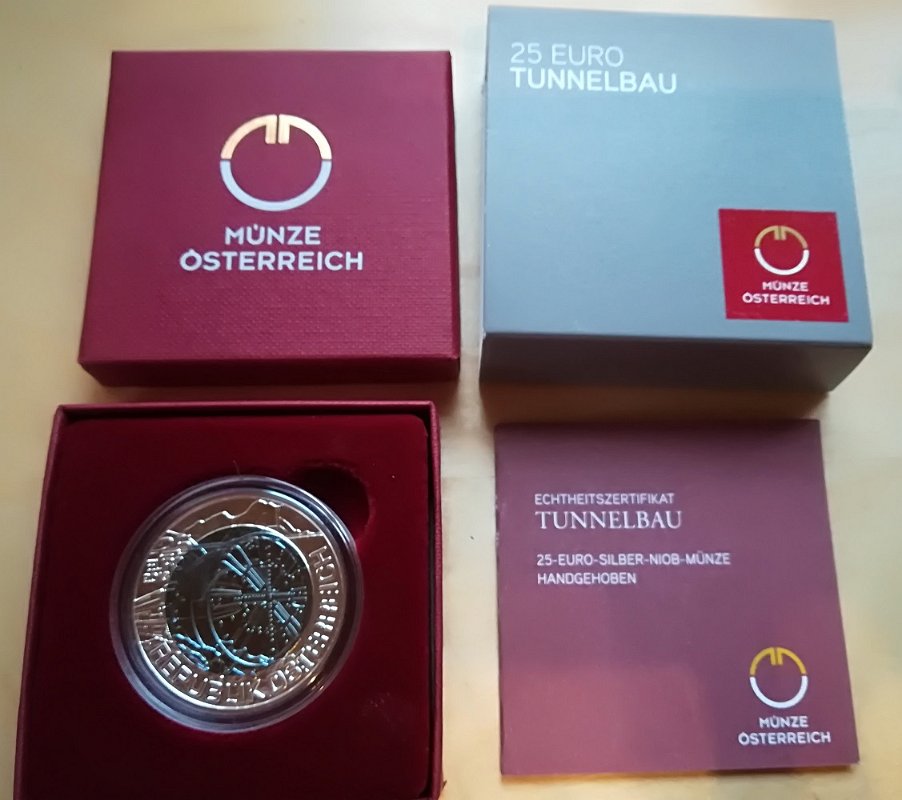 MÜNZE
ÖSTERREICH
25 EURO
TUNNELBAU
MÜNZE
ÖSTERREICH
REPUBLIK ÖSTERREICH
ECHTHEITSZERTIFIKAT
TUNNELBAU
25-EURO-SILBER-NIOB-MÜNZE
HANDGEHOBEN
MÜNZE
ÖSTERREICH